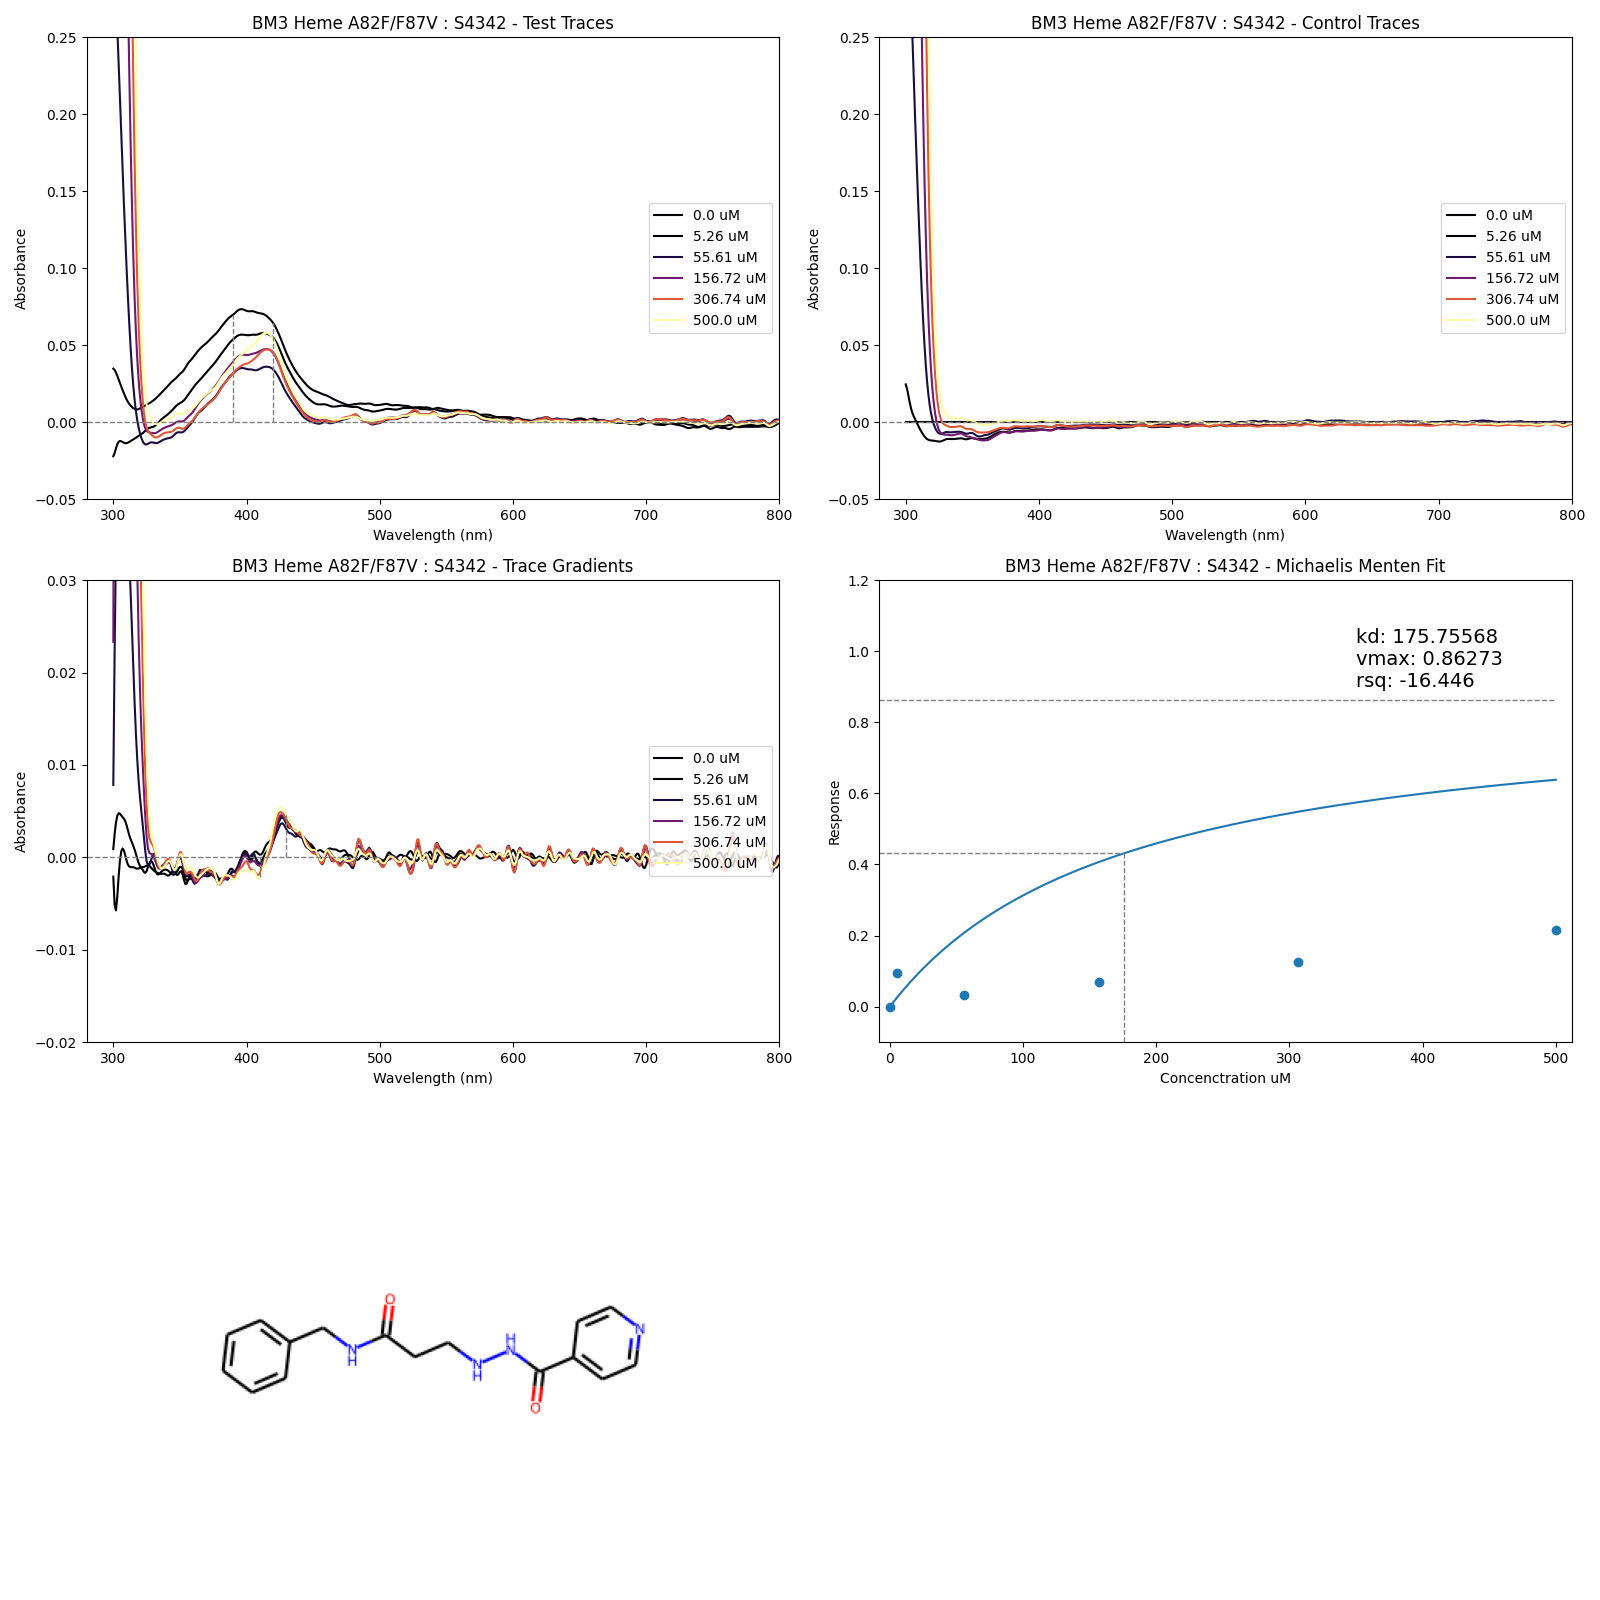 BM3 Heme A82F/F87V : S4342 - Test Traces
0.25
0.20
0.15
0.10
0.05
0.00
−0.05
Absorbance
300 400 500 600 700 800
Wavelength (nm)
0.0 uM
5.26 uM
55.61 uM
156.72 uM
306.74 uM
500.0 uM
BM3 Heme A82F/F87V : S4342 - Control Traces
0.25
0.20
0.15
0.10
0.05
0.00
−0.05
Absorbance
300 400 500 600 700 800
Wavelength (nm)
0.0 uM
5.26 uM
55.61 uM
156.72 uM
306.74 uM
500.0 uM
BM3 Heme A82F/F87V : S4342 - Trace Gradients
0.03
0.02
0.01
0.00
−0.01
−0.02
Absorbance
300 400 500 600 700 800
Wavelength (nm)
0.0 uM
5.26 uM
55.61 uM
156.72 uM
306.74 uM
500.0 uM
BM3 Heme A82F/F87V : S4342 - Michaelis Menten Fit
1.2
1.0
0.8
0.6
0.4
0.2
0.0
Response
0 100 200 300 400 500
Concenctration uM
kd: 175.75568
vmax: 0.86273
rsq: -16.446
O
N
H
N
H
H
N
O
N